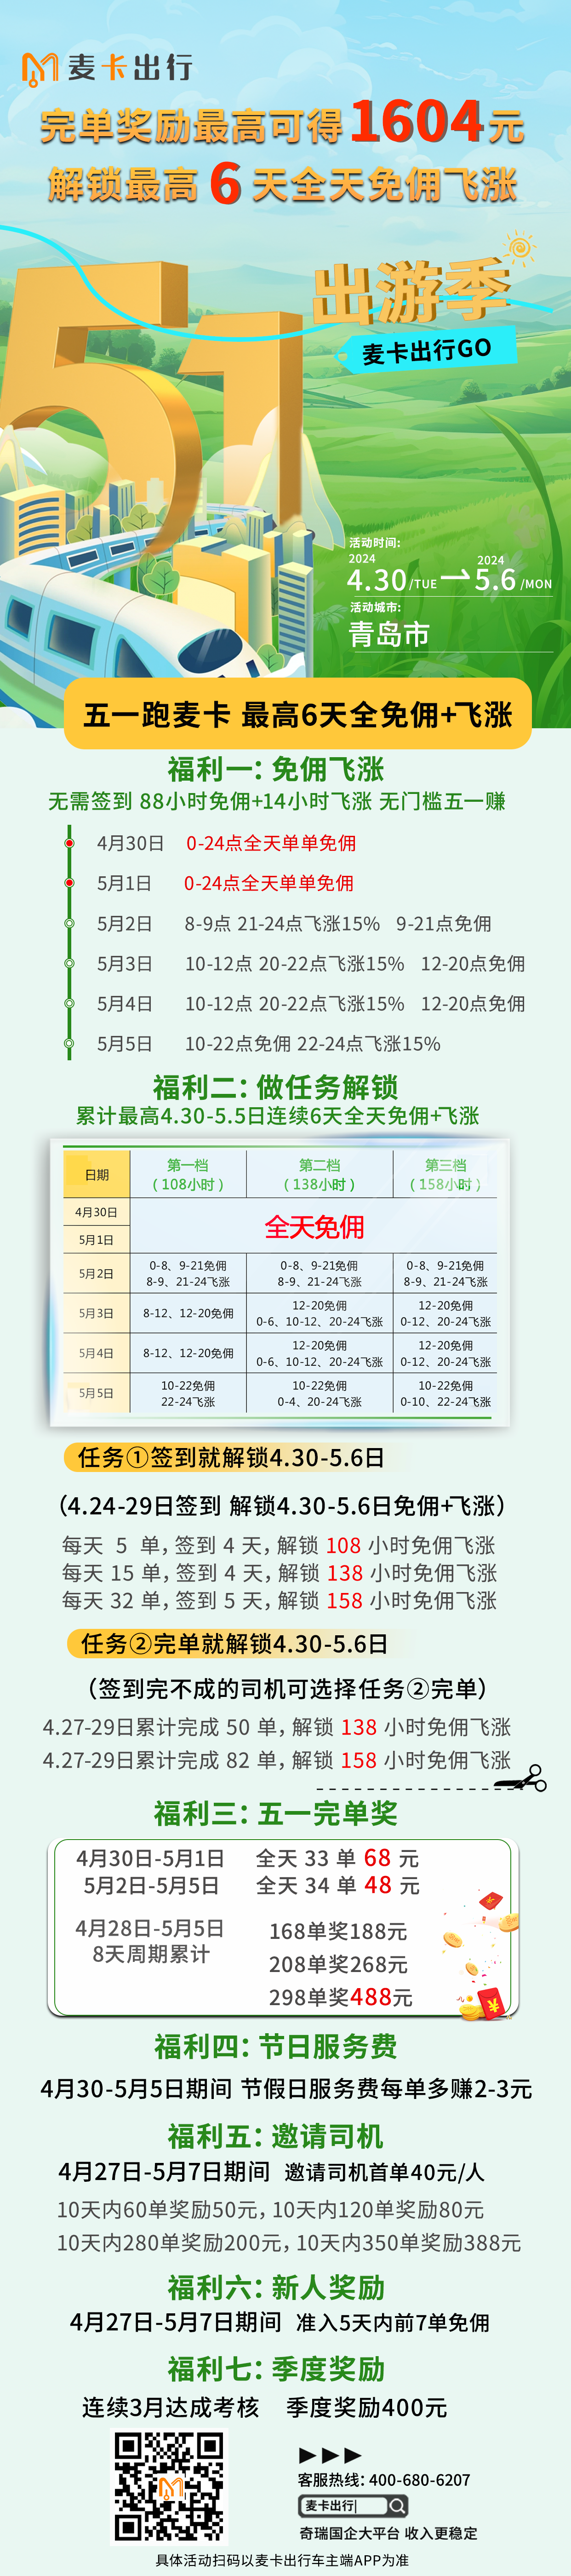 麦卡出行
完单奖励最高可得1604元
解锁最高 6 天全天免佣飞涨
51
出游季
麦卡出行GO
活动时间:
2024 2024
4.30/TUE 5.6/MON
活动城市:
青岛市
五一跑麦卡 最高6天全免佣+飞涨
福利一: 免佣飞涨
无需签到 88小时免佣+14小时飞涨 无门槛五一赚
4月30日 0-24点全天单单免佣
5月1日 0-24点全天单单免佣
5月2日 8-9点 21-24点飞涨15% 9-21点免佣
5月3日 10-12点 20-22点飞涨15% 12-20点免佣
5月4日 10-12点 20-22点飞涨15% 12-20点免佣
5月5日 10-22点免佣 22-24点飞涨15%
福利二: 做任务解锁
累计最高4.30-5.5日连续6天全天免佣+飞涨
日期 第一档 第二档 第三档
(108小时) (138小时) (158小时)
4月30日
全天免佣
5月1日
5月2日 0-8、9-21免佣 0-8、9-21免佣 0-8、9-21免佣
8-9、21-24飞涨 8-9、21-24飞涨 8-9、21-24飞涨
5月3日 8-12、12-20免佣 12-20免佣 12-20免佣
0-6、10-12、20-24飞涨 0-12、20-24飞涨
5月4日 8-12、12-20免佣 12-20免佣 12-20免佣
0-6、10-12、20-24飞涨 0-12、20-24飞涨
5月5日 10-22免佣 10-22免佣 10-22免佣
22-24飞涨 0-4、20-24飞涨 0-10、22-24飞涨
任务①签到就解锁4.30-5.6日
（4.24-29日签到 解锁4.30-5.6日免佣+飞涨）
每天 5 单, 签到 4 天, 解锁 108 小时免佣飞涨
每天 15 单, 签到 4 天, 解锁 138 小时免佣飞涨
每天 32 单, 签到 5 天, 解锁 158 小时免佣飞涨
任务②完单就解锁4.30-5.6日
（签到完不成的司机可选择任务②完单）
4.27-29日累计完成 50 单, 解锁 138 小时免佣飞涨
4.27-29日累计完成 82 单, 解锁 158 小时免佣飞涨
福利三: 五一完单奖
4月30日-5月1日 全天 33 单 68 元
5月2日-5月5日 全天 34 单 48 元
4月28日-5月5日 168单奖188元
8天周期累计 208单奖268元
298单奖488元
福利四: 节日服务费
4月30-5月5日期间 节假日服务费每单多赚2-3元
福利五: 邀请司机
4月27日-5月7日期间 邀请司机首单40元/人
10天内60单奖励50元, 10天内120单奖励80元
10天内280单奖励200元, 10天内350单奖励388元
福利六: 新人奖励
4月27日-5月7日期间 准入5天内前7单免佣
福利七: 季度奖励
连续3月达成考核 季度奖励400元
客服热线: 400-680-6207
麦卡出行
奇瑞国企大平台 收入更稳定
具体活动扫码以麦卡出行车主端APP为准